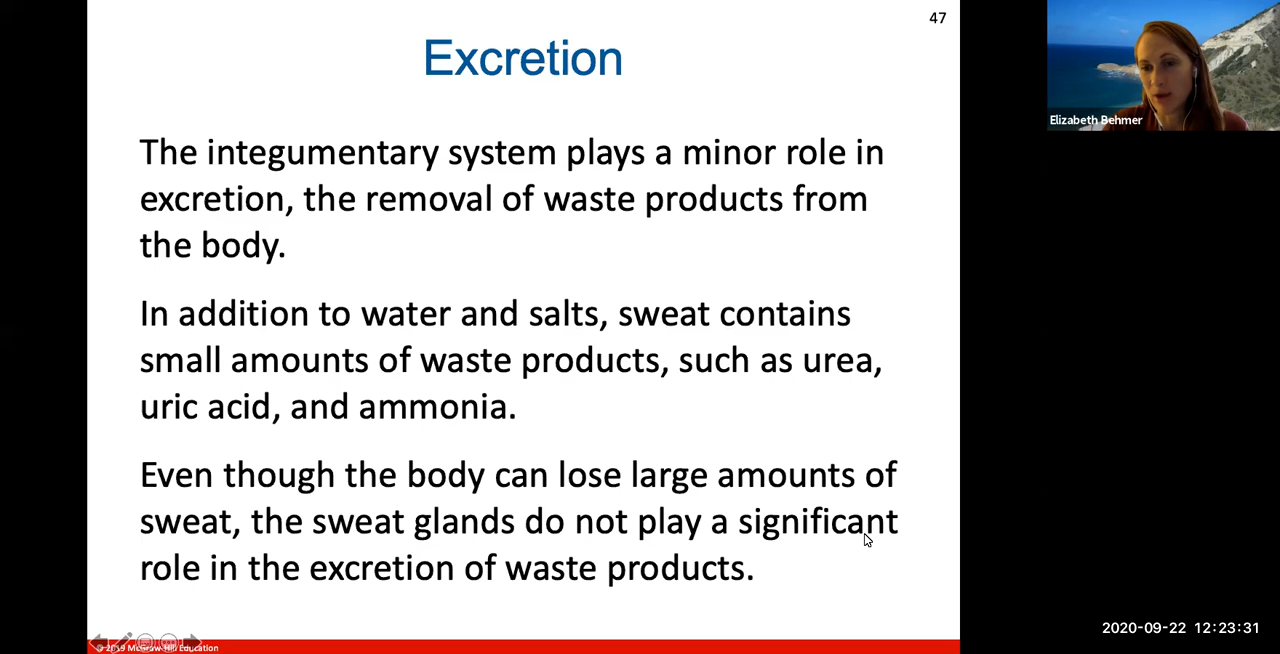 47
Excretion
Elizabeth Behmer
The integumentary system plays a minor role in
excretion, the removal of waste products from
the body.
In addition to water and salts, sweat contains
small amounts of waste products, such as urea,
uric acid, and ammonia.
Even though the body can lose large amounts of
sweat, the sweat glands do not play a significant
role in the excretion of waste products.
2020-09-22 12:23:31
© 2019 McGraw-Hill Education